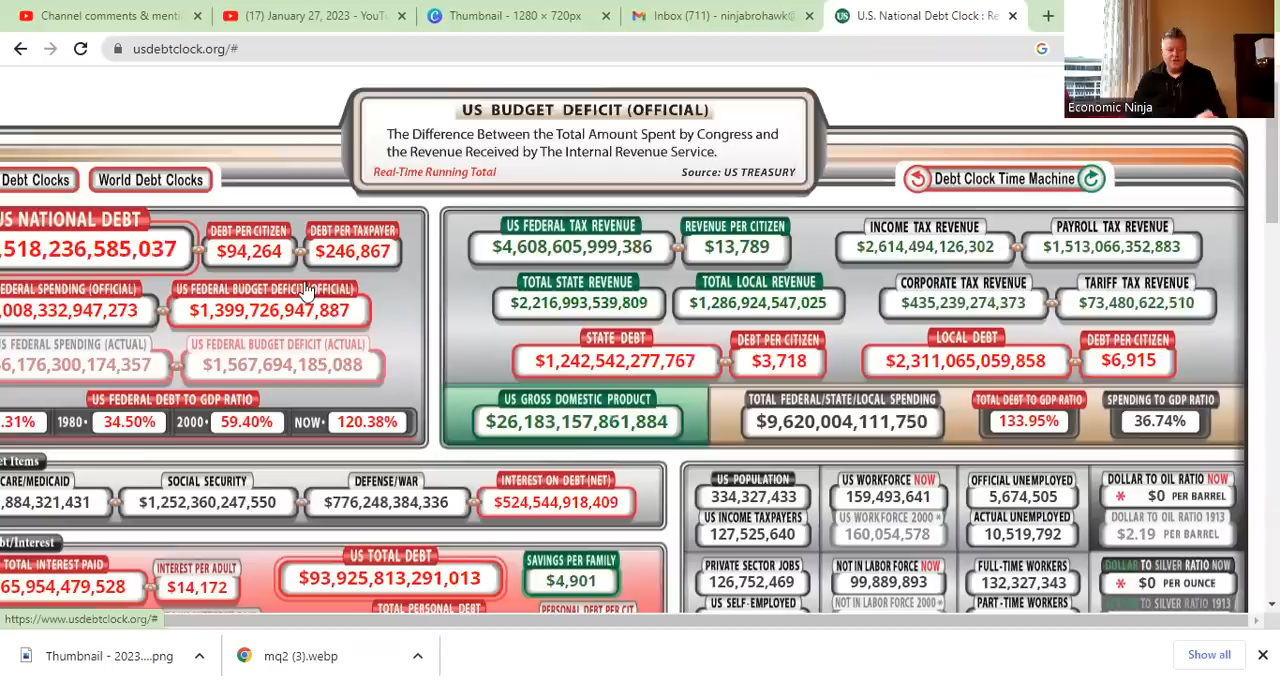 Channel comments & menti
(17) January 27, 2023 - YouTu
Thumbnail - 1280 × 720px
Inbox (711) - ninjabrohawk@
U.S. National Debt Clock : Re
usdebtclock.org/#
Economic Ninja
US BUDGET DEFICIT (OFFICIAL)
The Difference Between the Total Amount Spent by Congress and
the Revenue Received by The Internal Revenue Service.
Real-Time Running Total
Source: US TREASURY
Debt Clocks
World Debt Clocks
Debt Clock Time Machine
US NATIONAL DEBT
,518,236,585,037
DEBT PER CITIZEN
$94,264
DEBT PER TAXPAYER
$246,867
FEDERAL SPENDING (OFFICIAL)
,008,332,947,273
US FEDERAL BUDGET DEFICIT (OFFICIAL)
$1,399,726,947,887
US FEDERAL SPENDING (ACTUAL)
$6,176,300,174,357
US FEDERAL BUDGET DEFICIT (ACTUAL)
$1,567,694,185,088
US FEDERAL DEBT TO GDP RATIO
.31%
1980•
34.50%
2000•
59.40%
NOW•
120.38%
US FEDERAL TAX REVENUE
$4,608,605,999,386
REVENUE PER CITIZEN
$13,789
INCOME TAX REVENUE
$2,614,494,126,302
PAYROLL TAX REVENUE
$1,513,066,352,883
TOTAL STATE REVENUE
$2,216,993,539,809
TOTAL LOCAL REVENUE
$1,286,924,547,025
CORPORATE TAX REVENUE
$435,239,274,373
TARIFF TAX REVENUE
$73,480,622,510
STATE DEBT
$1,242,542,277,767
DEBT PER CITIZEN
$3,718
LOCAL DEBT
$2,311,065,059,858
DEBT PER CITIZEN
$6,915
US GROSS DOMESTIC PRODUCT
$26,183,157,861,884
TOTAL FEDERAL/STATE/LOCAL SPENDING
$9,620,004,111,750
TOTAL DEBT TO GDP RATIO
133.95%
SPENDING TO GDP RATIO
36.74%
et Items
CARE/MEDICAID
,884,321,431
SOCIAL SECURITY
$1,252,360,247,550
DEFENSE/WAR
$776,248,384,336
INTEREST ON DEBT (NET)
$524,544,918,409
bt/Interest
TOTAL INTEREST PAID
65,954,479,528
INTEREST PER ADULT
$14,172
US TOTAL DEBT
$93,925,813,291,013
SAVINGS PER FAMILY
$4,901
TOTAL PERSONAL DEBT
PERSONAL DEBT PER CIT
US POPULATION
334,327,433
US INCOME TAXPAYERS
127,525,640
US WORKFORCE NOW
159,493,641
US WORKFORCE 2000*
160,054,578
OFFICIAL UNEMPLOYED
5,674,505
ACTUAL UNEMPLOYED
10,519,792
DOLLAR TO OIL RATIO NOW
* $0 PER BARREL
DOLLAR TO OIL RATIO 1913
$2.19 PER BARREL
PRIVATE SECTOR JOBS
126,752,469
US SELF-EMPLOYED
NOT IN LABOR FORCE NOW
99,889,893
NOT IN LABOR FORCE 2000*
FULL-TIME WORKERS
132,327,343
PART-TIME WORKERS
DOLLAR TO SILVER RATIO NOW
* $0 PER OUNCE
TO SILVER RATIO 1913
https://www.usdebtclock.org/#
Thumbnail - 2023....png
mq2 (3).webp
Show all